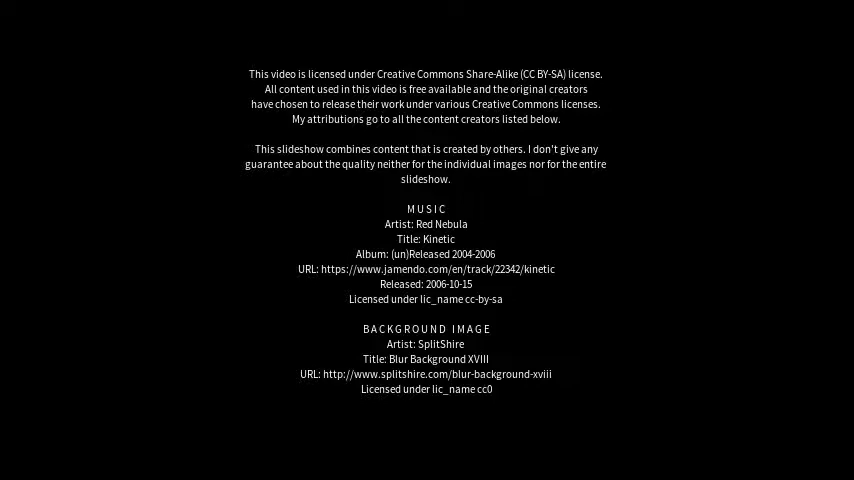 This video is licensed under Creative Commons Share-Alike (CC BY-SA) license.
All content used in this video is free available and the original creators
have chosen to release their work under various Creative Commons licenses.
My attributions go to all the content creators listed below.
This slideshow combines content that is created by others. I don't give any
guarantee about the quality neither for the individual images nor for the entire
slideshow.
MUSIC
Artist: Red Nebula
Title: Kinetic
Album: (un)Released 2004-2006
URL: https://www.jamendo.com/en/track/22342/kinetic
Released: 2006-10-15
Licensed under lic_name cc-by-sa
BACKGROUND IMAGE
Artist: SplitShire
Title: Blur Background XVIII
URL: http://www.splitshire.com/blur-background-xviii
Licensed under lic_name cc0